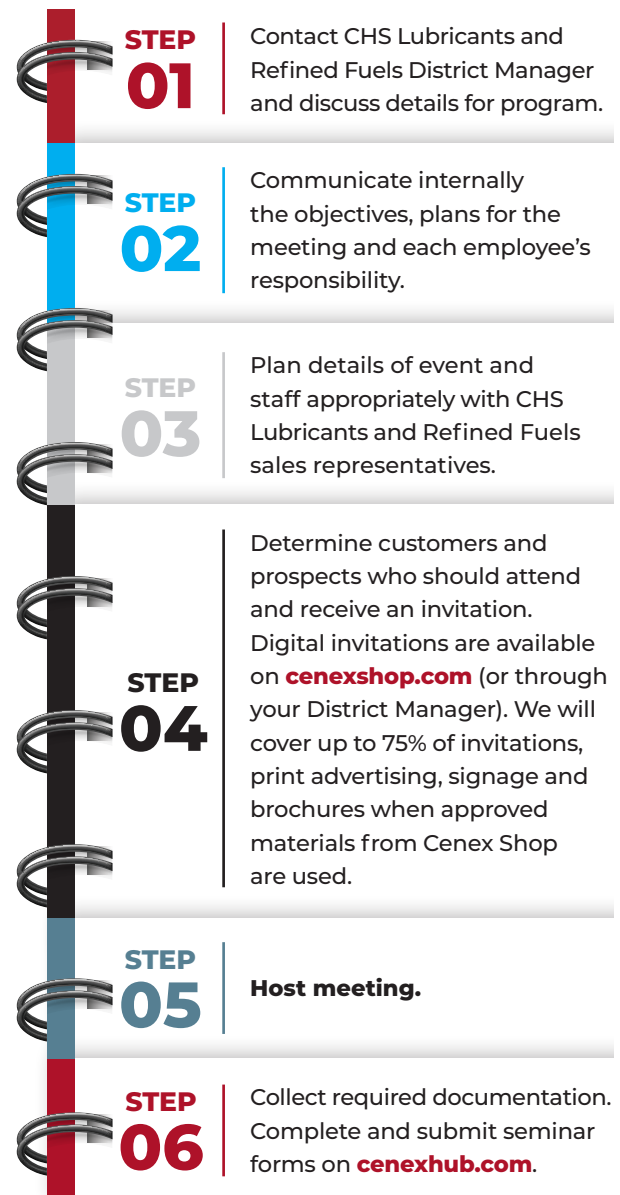 STEP
01
Contact CHS Lubricants and
Refined Fuels District Manager
and discuss details for program.
STEP
02
Communicate internally
the objectives, plans for the
meeting and each employee’s
responsibility.
STEP
03
Plan details of event and
staff appropriately with CHS
Lubricants and Refined Fuels
sales representatives.
STEP
04
Determine customers and
prospects who should attend
and receive an invitation.
Digital invitations are available
on cenexshop.com (or through
your District Manager). We will
cover up to 75% of invitations,
print advertising, signage and
brochures when approved
materials from Cenex Shop
are used.
STEP
05
Host meeting.
STEP
06
Collect required documentation.
Complete and submit seminar
forms on cenexhub.com.